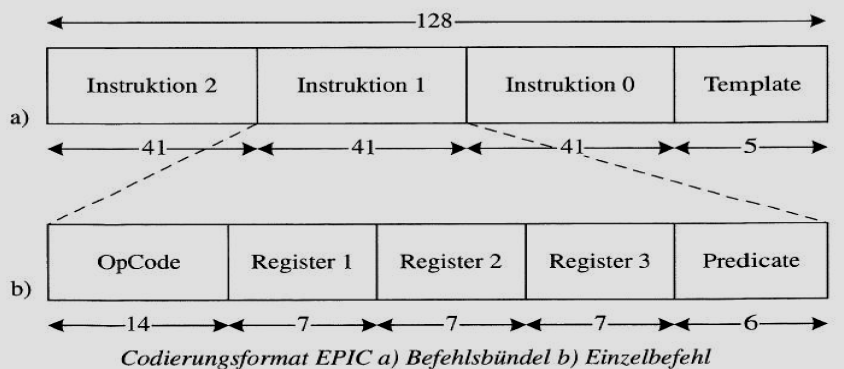 128
Instruktion 2 Instruktion 1 Instruktion 0 Template
a)
41 41 41 5
OpCode Register 1 Register 2 Register 3 Predicate
b)
14 7 7 7 6
Codierungsformat EPIC a) Befehlsbündel b) Einzelbefehl